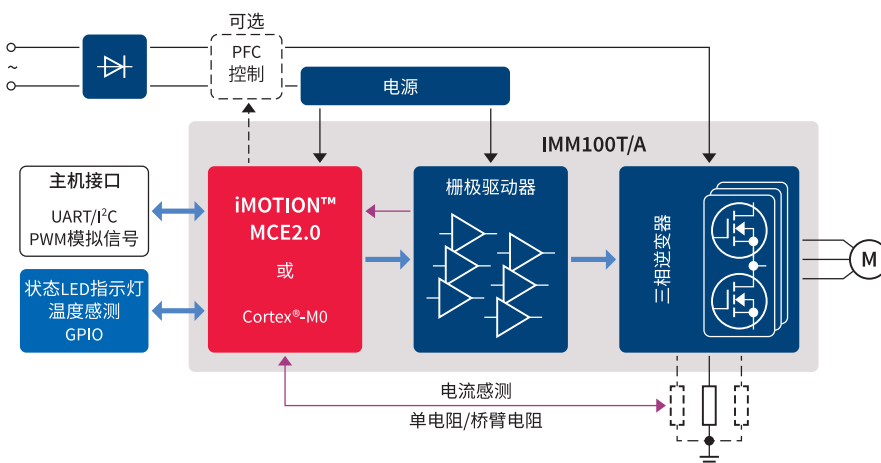 可选
PFC
控制
~
电源
IMM100T/A
主机接口
UART/I²C
PWM模拟信号
状态LED指示灯
温度感测
GPIO
iMOTION™
MCE2.0
或
Cortex®-M0
栅极驱动器
三相逆变器
M
电流感测
单电阻/桥臂电阻